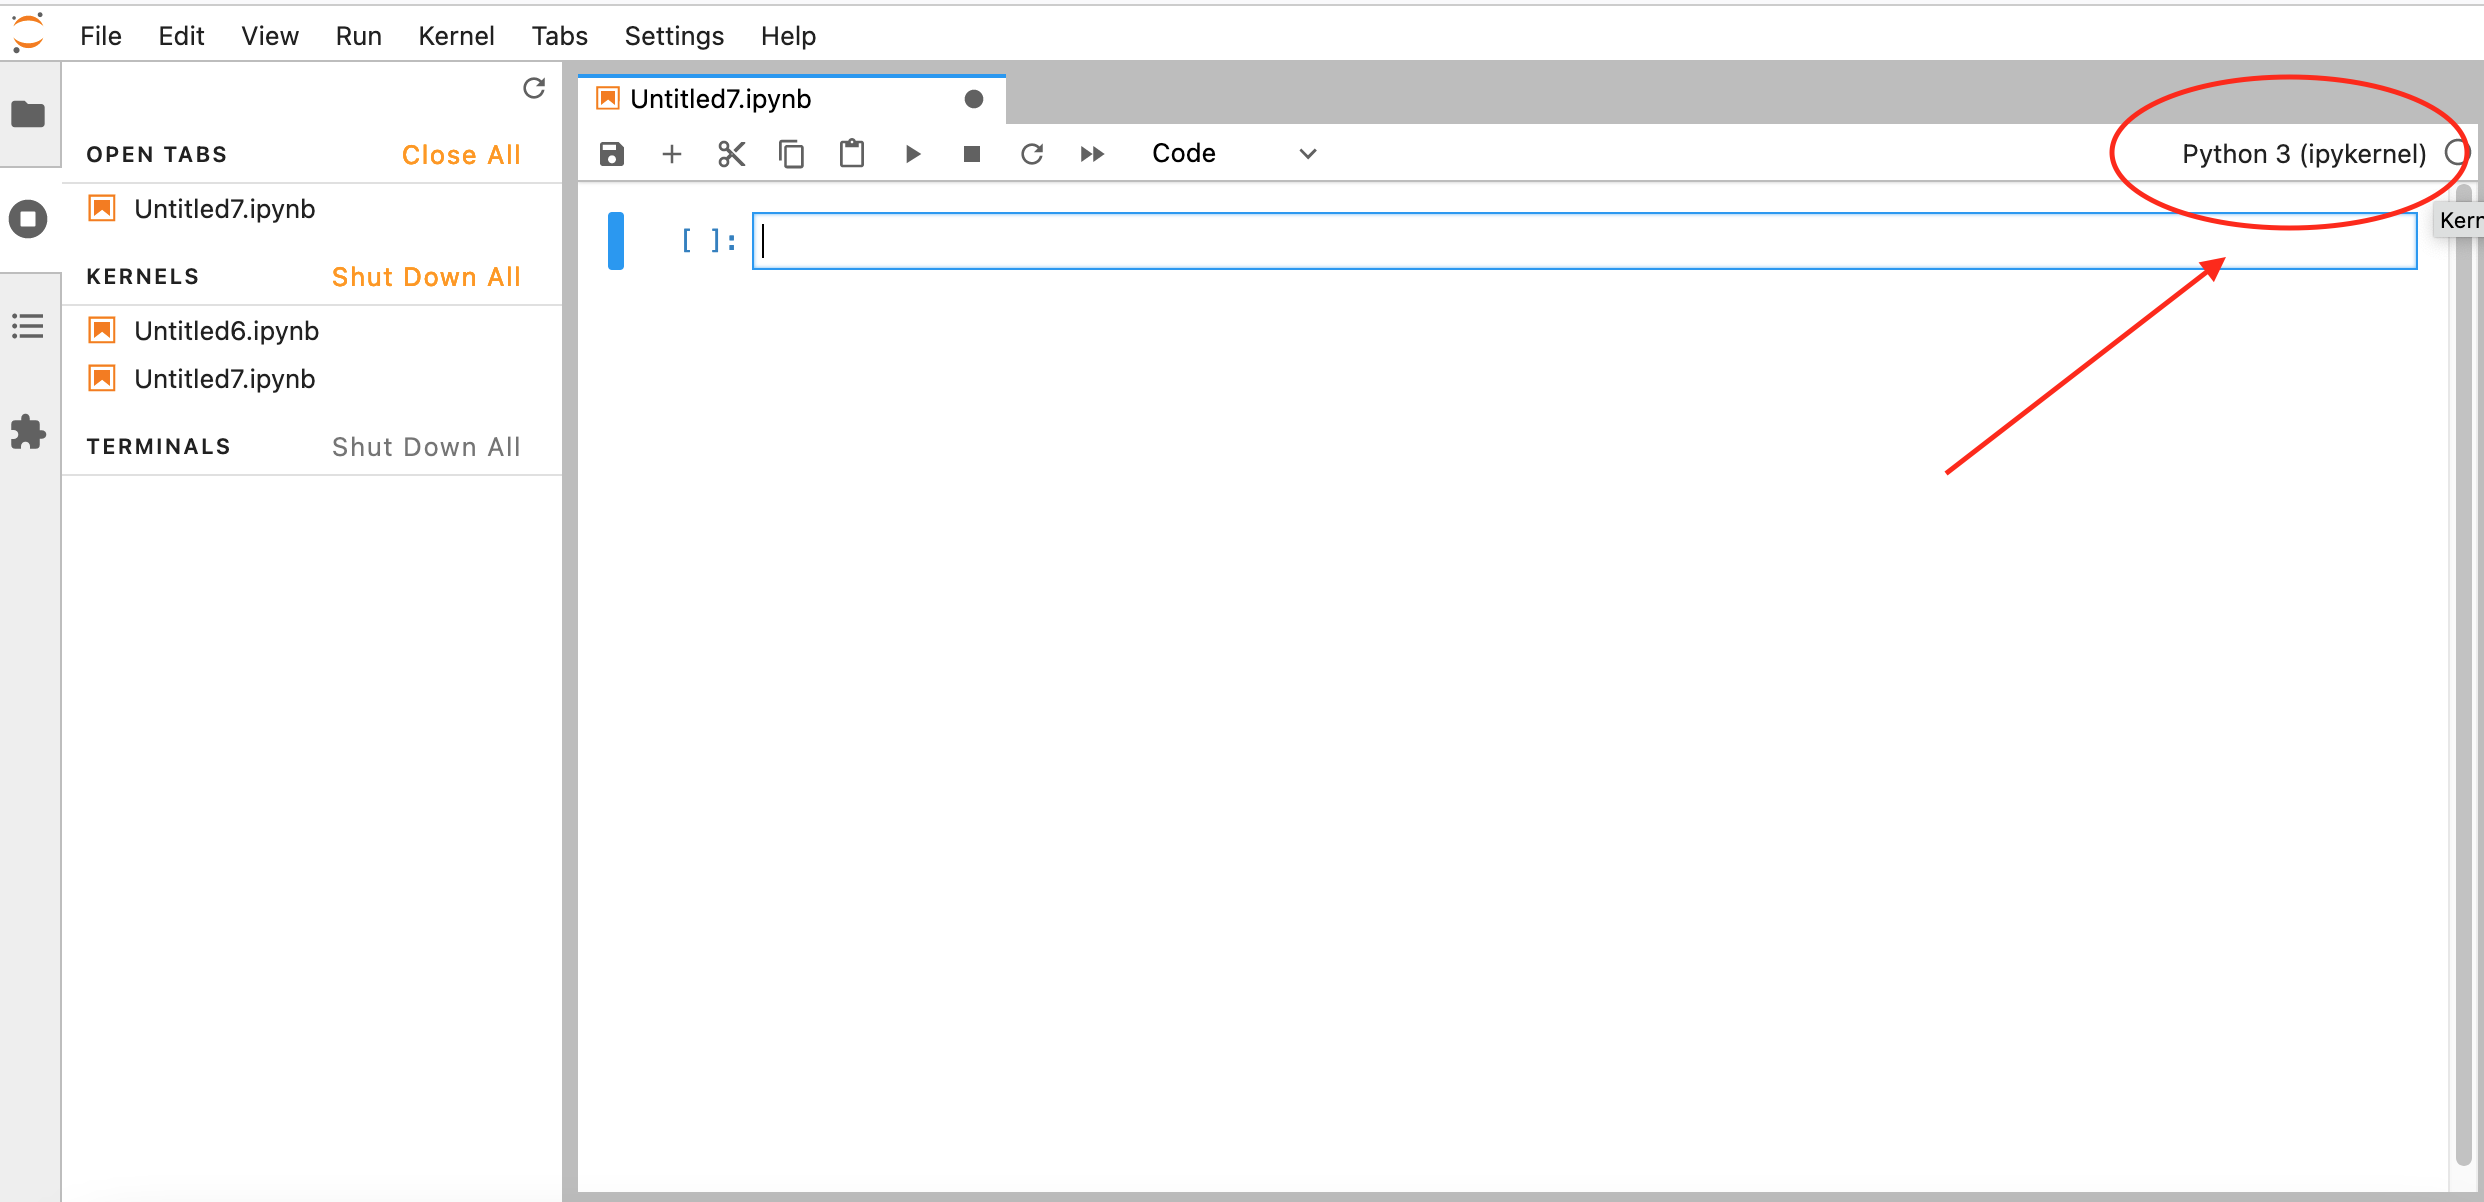 File Edit View Run Kernel Tabs Settings Help
OPEN TABS Close All
Untitled7.ipynb
KERNELS Shut Down All
Untitled6.ipynb
Untitled7.ipynb
TERMINALS Shut Down All
Untitled7.ipynb
Code
Python 3 (ipykernel)
[ ]:
Kern